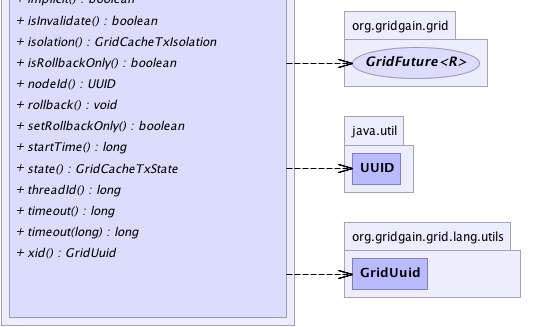 + implicit() : boolean
+ isInvalidate() : boolean
+ isolation() : GridCacheTxIsolation
+ isRollbackOnly() : boolean
+ nodeId() : UUID
+ rollback() : void
+ setRollbackOnly() : boolean
+ startTime() : long
+ state() : GridCacheTxState
+ threadId() : long
+ timeout() : long
+ timeout(long) : long
+ xid() : GridUuid
org.gridgain.grid
GridFuture<R>
java.util
UUID
org.gridgain.grid.lang.utils
GridUuid